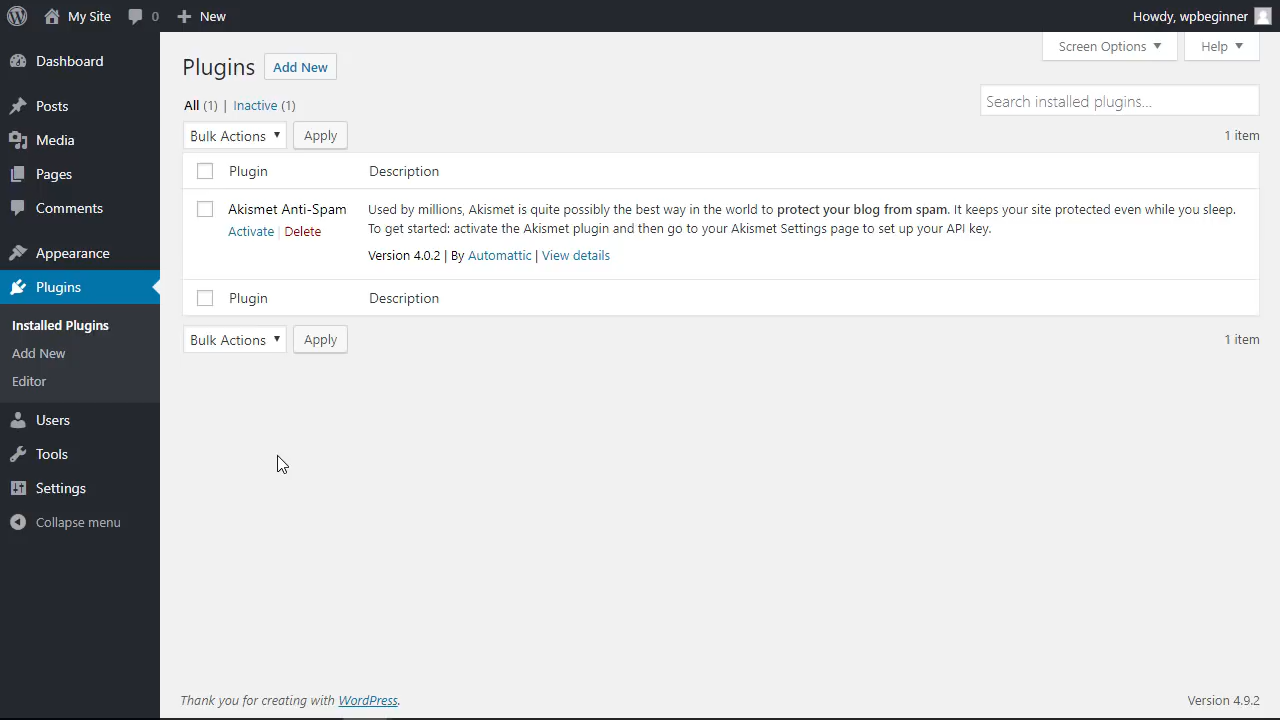 My Site 0 New Howdy, wpbeginner
Screen Options Help
Dashboard
Posts
Media
Pages
Comments
Appearance
Plugins
Installed Plugins
Add New
Editor
Users
Tools
Settings
Collapse menu
Plugins Add New
All (1) | Inactive (1)
Search installed plugins...
Bulk Actions Apply 1 item
Plugin Description
Akismet Anti-Spam
Activate | Delete
Used by millions, Akismet is quite possibly the best way in the world to protect your blog from spam. It keeps your site protected even while you sleep.
To get started: activate the Akismet plugin and then go to your Akismet Settings page to set up your API key.
Version 4.0.2 | By Automattic | View details
Plugin Description
Bulk Actions Apply 1 item
Thank you for creating with WordPress. Version 4.9.2